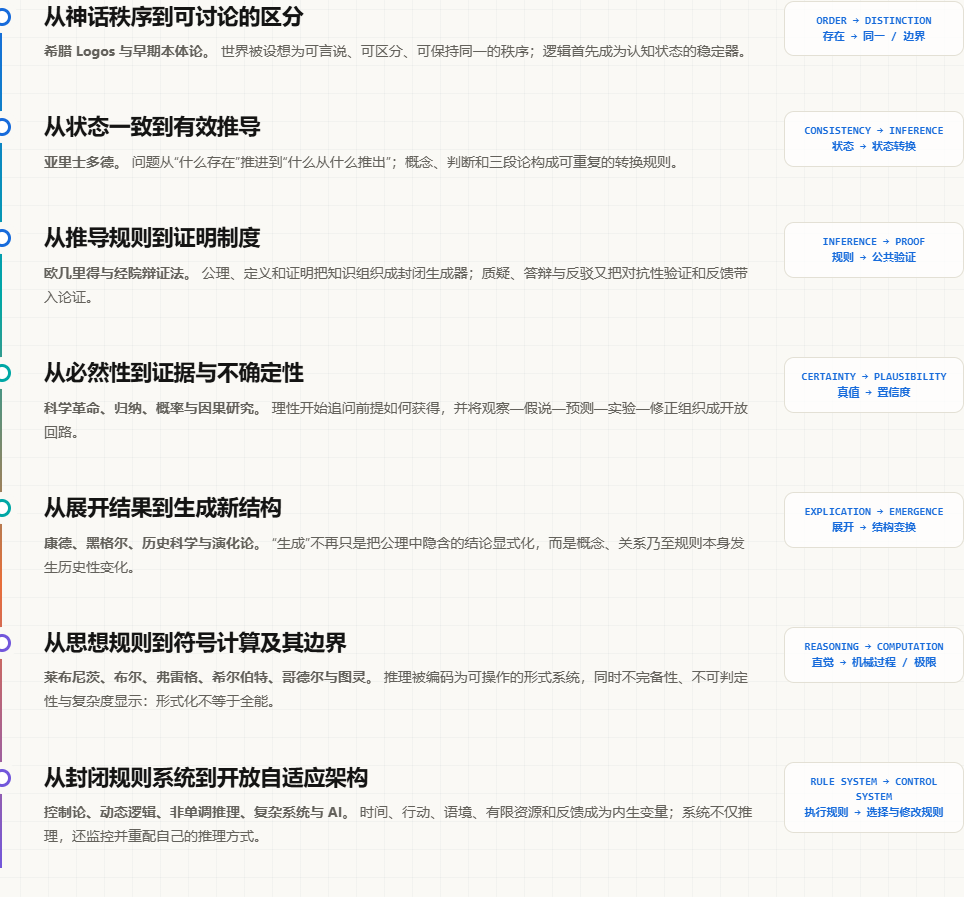 从神话秩序到可讨论的区分
希腊 Logos 与早期本体论。 世界被设想为可言说、可区分、可保持同一的秩序；逻辑首先成为认知状态的稳定器。
ORDER → DISTINCTION
存在 → 同一 / 边界
从状态一致到有效推导
亚里士多德。 问题从“什么存在”推进到“什么从什么推出”；概念、判断和三段论构成可重复的转换规则。
CONSISTENCY → INFERENCE
状态 → 状态转换
从推导规则到证明制度
欧几里得与经院辩证法。 公理、定义和证明把知识组织成封闭生成器；质疑、答辩与反驳又把对抗性验证和反馈带
入论证。
INFERENCE → PROOF
规则 → 公共验证
从必然性到证据与不确定性
科学革命、归纳、概率与因果研究。 理性开始追问前提如何获得，并将观察—假说—预测—实验—修正组织成开放
回路。
CERTAINTY → PLAUSIBILITY
真值 → 置信度
从展开结果到生成新结构
康德、黑格尔、历史科学与演化论。 “生成”不再只是把公理中隐含的结论显式化，而是概念、关系乃至规则本身发
生历史性变化。
EXPLICATION → EMERGENCE
展开 → 结构变换
从思想规则到符号计算及其边界
莱布尼茨、布尔、弗雷格、希尔伯特、哥德尔与图灵。 推理被编码为可操作的形式系统，同时不完备性、不可判定
性与复杂度显示：形式化不等于全能。
REASONING → COMPUTATION
直觉 → 机械过程 / 极限
从封闭规则系统到开放自适应架构
控制论、动态逻辑、非单调推理、复杂系统与 AI。 时间、行动、语境、有限资源和反馈成为内生变量；系统不仅推
理，还监控并重配自己的推理方式。
RULE SYSTEM → CONTROL
SYSTEM
执行规则 → 选择与修改规则